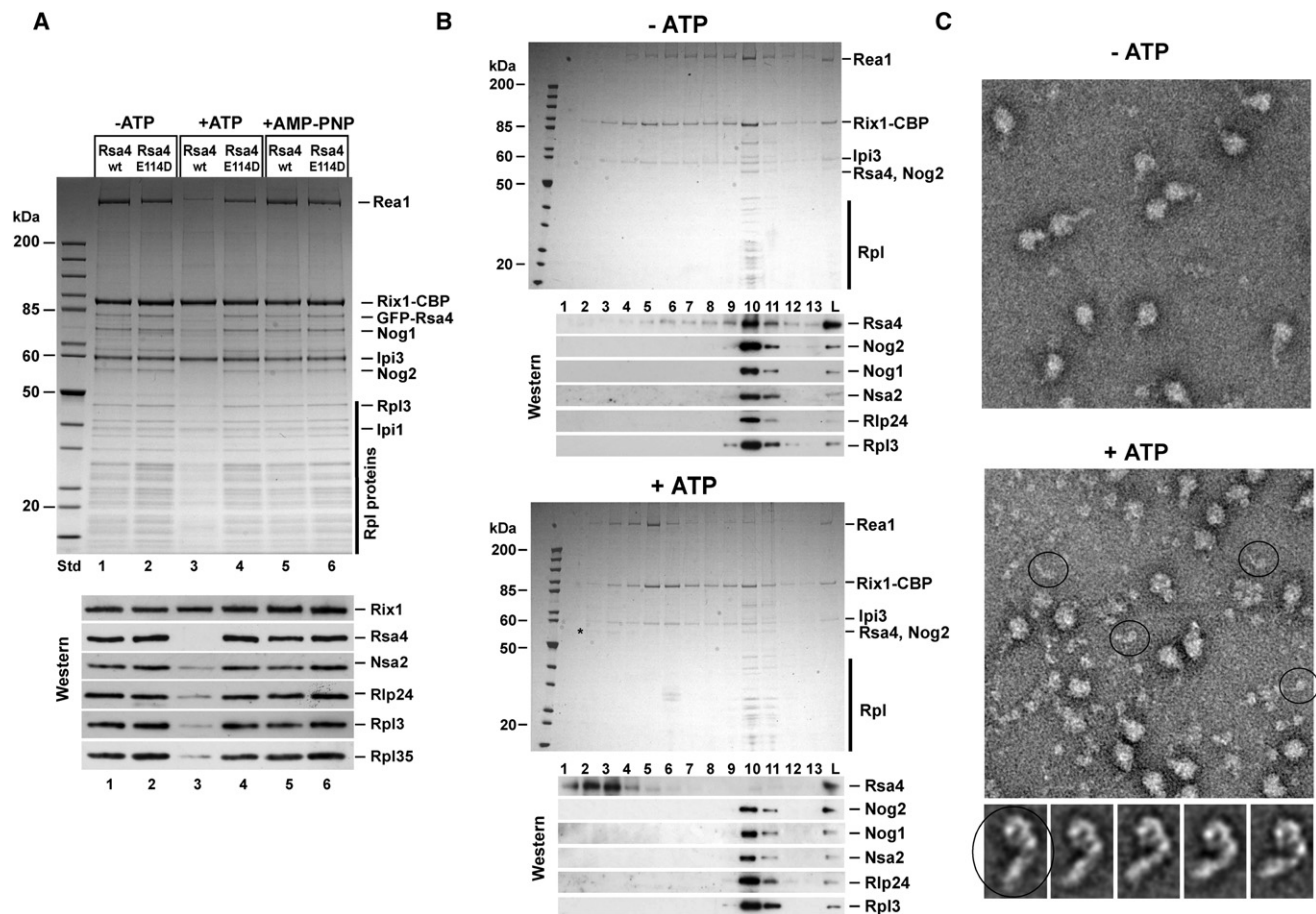 A
-ATP
+ATP
+AMP-PNP
Rsa4 wt
Rsa4 E114D
Rsa4 wt
Rsa4 E114D
Rsa4 wt
Rsa4 E114D
kDa
200
85
60
50
20
Rea1
Rix1-CBP
GFP-Rsa4
Nog1
Ipi3
Nog2
Rpl3
Ipi1
Rpl proteins
Std 1 2 3 4 5 6
Western
Rix1
Rsa4
Nsa2
Rlp24
Rpl3
Rpl35
1 2 3 4 5 6
B
- ATP
kDa
200
85
60
50
20
Rea1
Rix1-CBP
Ipi3
Rsa4, Nog2
Rpl
1 2 3 4 5 6 7 8 9 10 11 12 13 L
Western
Rsa4
Nog2
Nog1
Nsa2
Rlp24
Rpl3
+ ATP
kDa
200
85
60
50
20
*
Rea1
Rix1-CBP
Ipi3
Rsa4, Nog2
Rpl
1 2 3 4 5 6 7 8 9 10 11 12 13 L
Western
Rsa4
Nog2
Nog1
Nsa2
Rlp24
Rpl3
C
- ATP
+ ATP